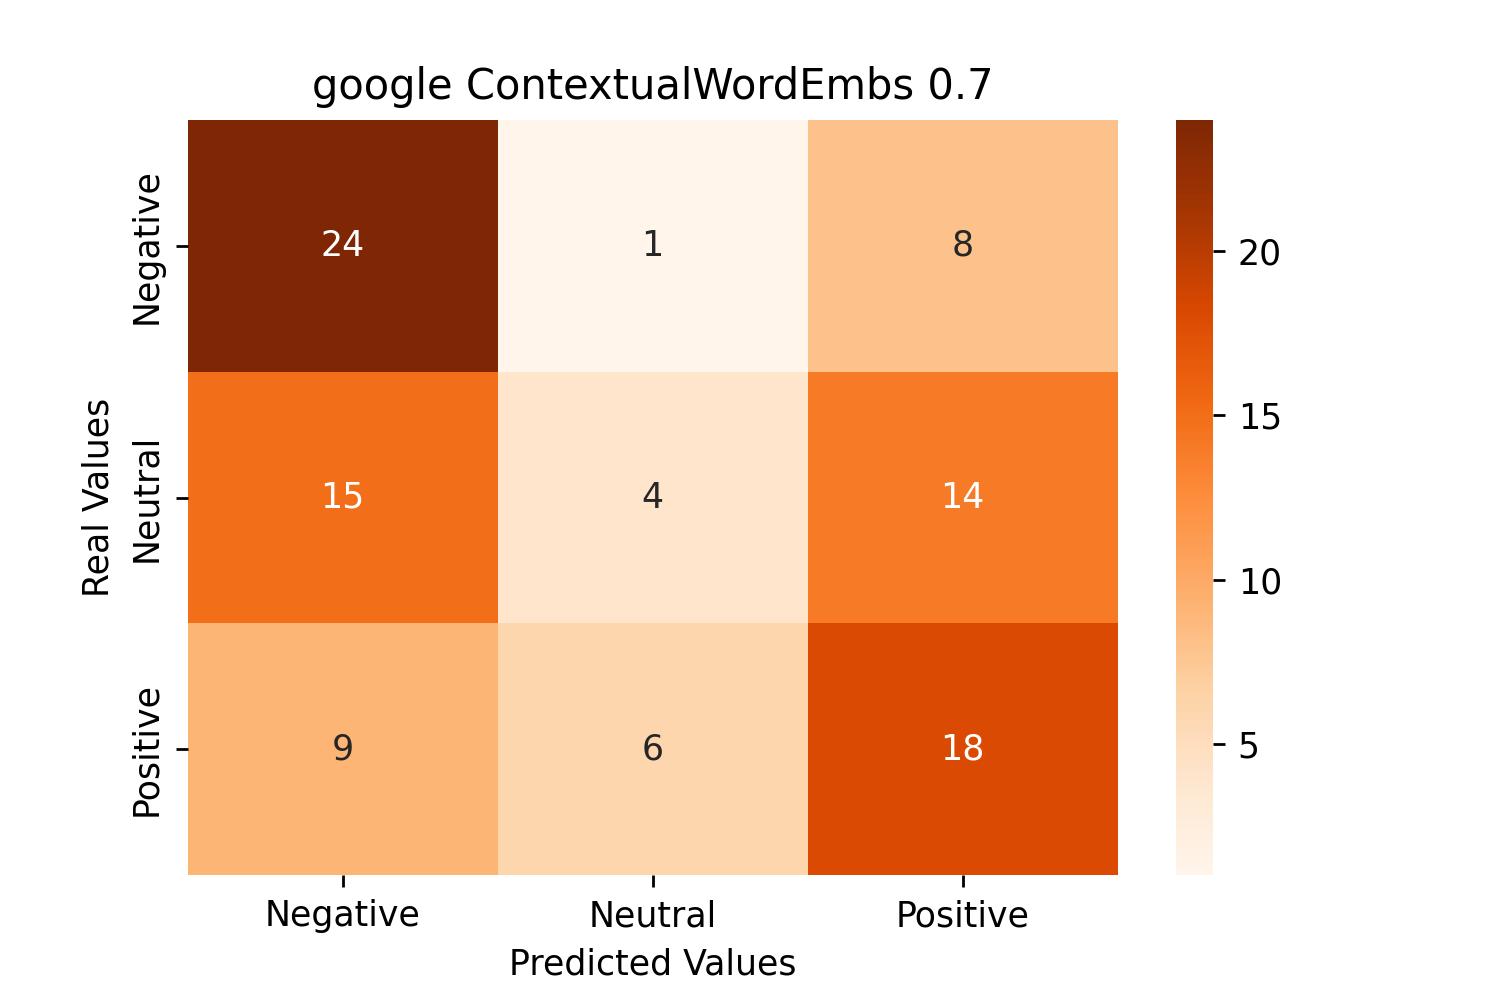 google ContextualWordEmbs 0.7
Real Values
Negative
24
1
8
Neutral
15
4
14
Positive
9
6
18
Negative
Neutral
Positive
Predicted Values
20
15
10
5